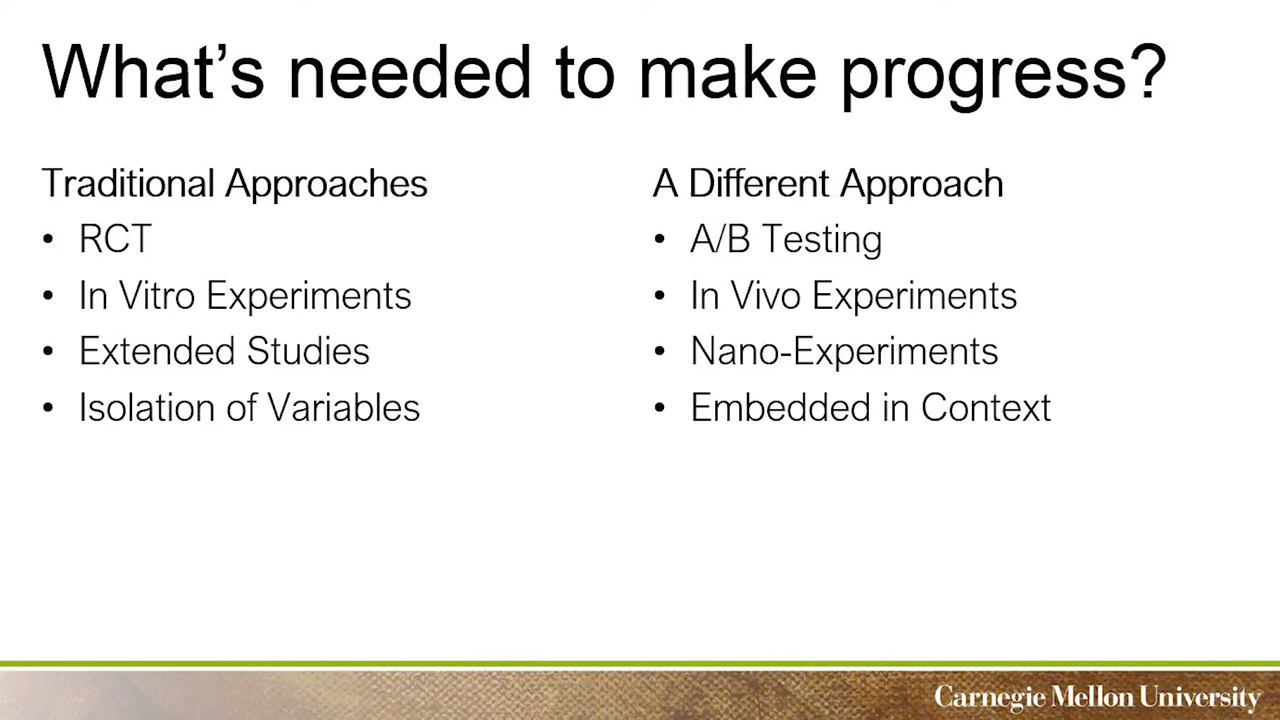 What's needed to make progress?
Traditional Approaches
• RCT
• In Vitro Experiments
• Extended Studies
• Isolation of Variables
A Different Approach
• A/B Testing
• In Vivo Experiments
• Nano-Experiments
• Embedded in Context
Carnegie Mellon University